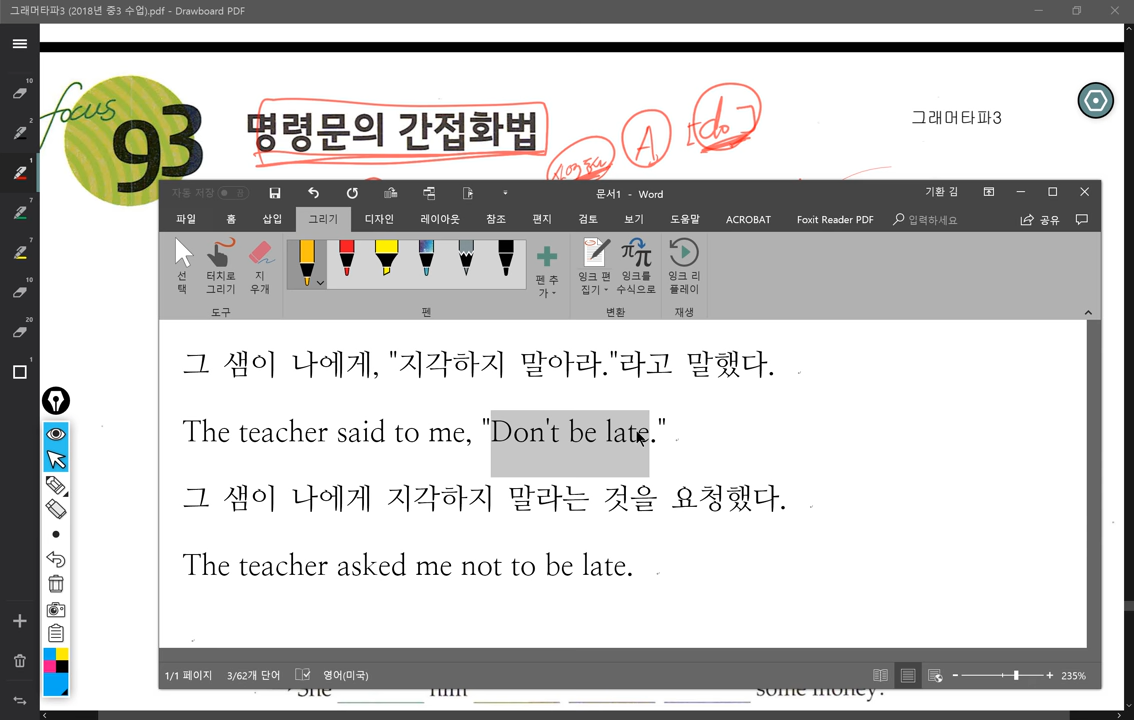 그래머타파3 (2018년 중3 수업).pdf - Drawboard PDF
focus
93
명령문의 간접화법
A
[do]
그래머타파3
자동 저장
문서1 - Word
기환 김
파일 홈 삽입 그리기 디자인 레이아웃 참조 편지 검토 보기 도움말 ACROBAT Foxit Reader PDF 입력하세요 공유
선택
터치로 그리기
지우개
펜 추가
잉크 편집기
잉크를 수식으로
잉크 리플레이
도구 펜 변환 재생
그 샘이 나에게, "지각하지 말아라."라고 말했다.
The teacher said to me, "Don't be late."
그 샘이 나에게 지각하지 말라는 것을 요청했다.
The teacher asked me not to be late.
1/1 페이지 3/62개 단어 영어(미국) 235%
She him some money.
10
2
1
7
7
10
20
1